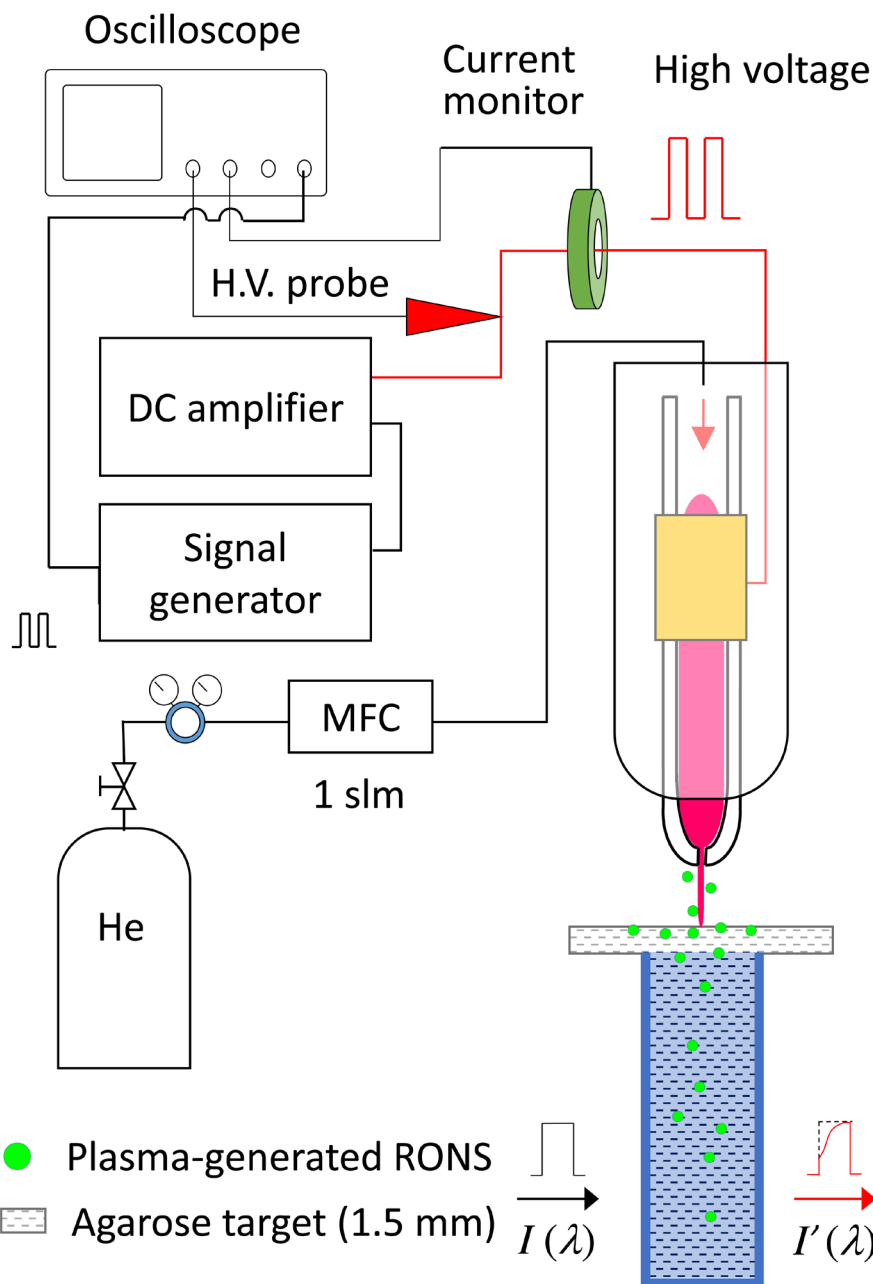 Oscilloscope
Current
monitor
High voltage
H.V. probe
DC amplifier
Signal
generator
MFC
1 slm
He
Plasma-generated RONS
Agarose target (1.5 mm)
I (λ)
I’ (λ)